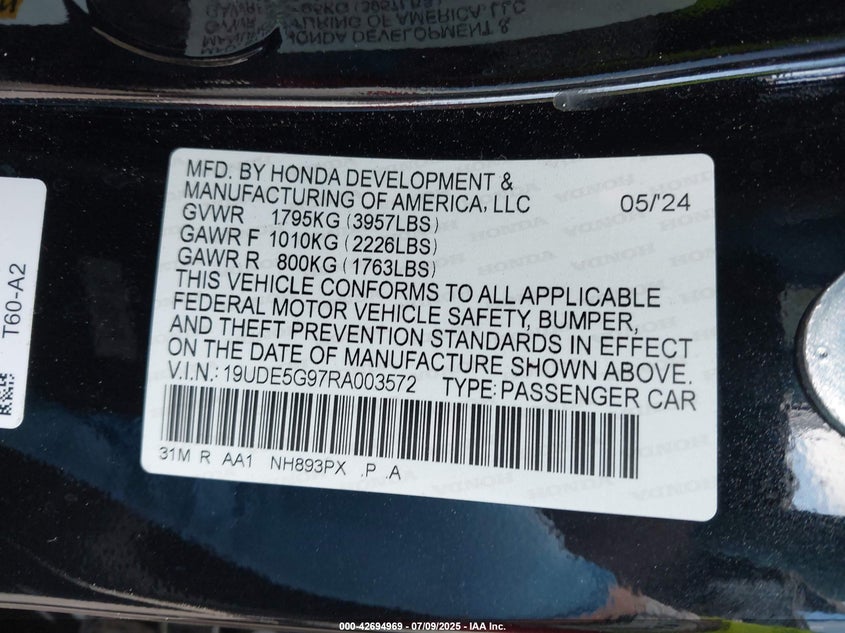 MFD. BY HONDA DEVELOPMENT &
MANUFACTURING OF AMERICA, LLC 05/'24
GVWR 1795KG (3957LBS)
GAWR F 1010KG (2226LBS)
GAWR R 800KG (1763LBS)
THIS VEHICLE CONFORMS TO ALL APPLICABLE
FEDERAL MOTOR VEHICLE SAFETY, BUMPER,
AND THEFT PREVENTION STANDARDS IN EFFECT
ON THE DATE OF MANUFACTURE SHOWN ABOVE.
V.I.N.: 19UDE5G97RA003572 TYPE: PASSENGER CAR
31M R AA1 NH893PX .P .A
T60-A2
000-42694969 - 07/09/2025 - IAA Inc.